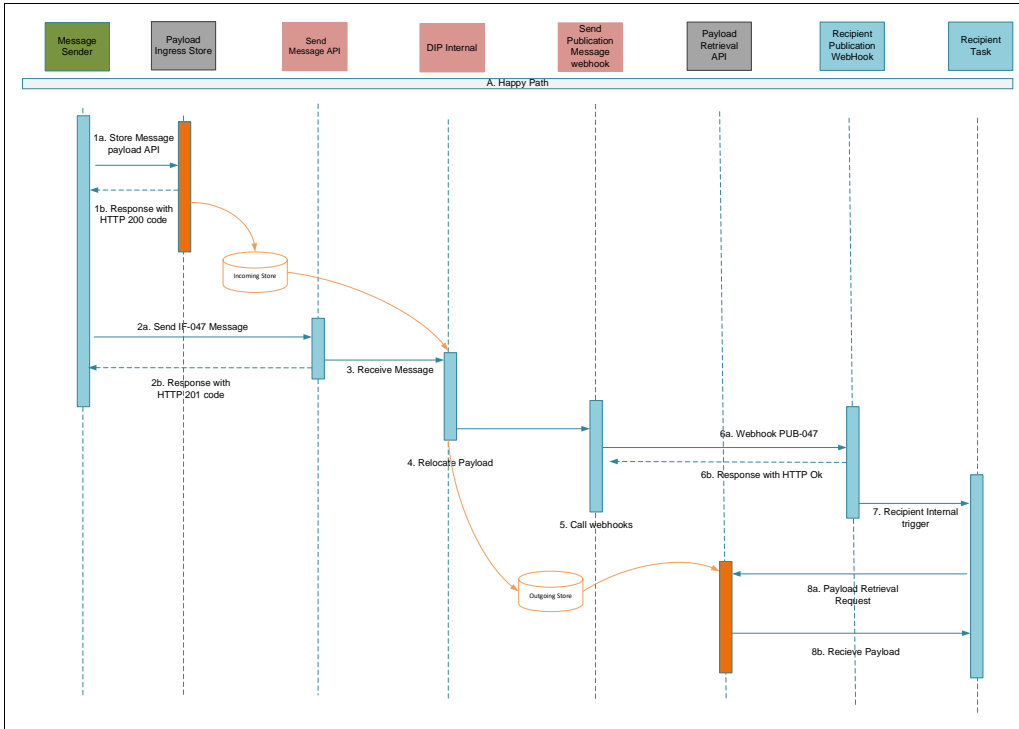 Message
Sender
Payload
Ingress Store
Send
Message API
DIP Internal
Send
Publication
Message
webhook
Payload
Retrieval
API
Recipient
Publication
WebHook
Recipient
Task
A. Happy Path
1a. Store Message
payload API
1b. Response with
HTTP 200 code
Incoming Store
2a. Send IF-047 Message
2b. Response with
HTTP 201 code
3. Receive Message
4. Relocate Payload
5. Call webhooks
6a. Webhook PUB-047
6b. Response with HTTP Ok
7. Recipient Internal
trigger
Outgoing Store
8a. Payload Retrieval
Request
8b. Recieve Payload